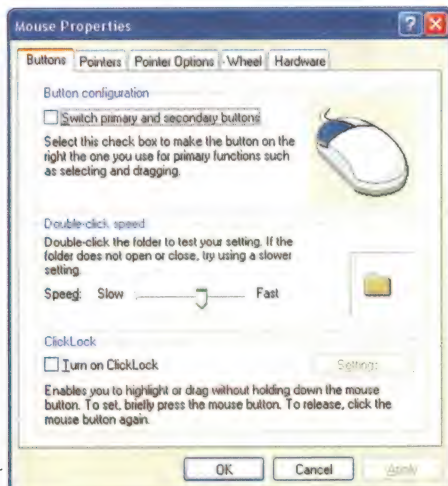 Mouse Properties
Buttons Pointers Pointer Options Wheel Hardware
Button configuration
Switch primary and secondary buttons
Select this check box to make the button on the
right the one you use for primary functions such
as selecting and dragging.
Double-click speed
Double-click the folder to test your setting. If the
folder does not open or close, try using a slower
setting.
Speed: Slow Fast
ClickLock
Turn on ClickLock
Settings
Enables you to highlight or drag without holding down the mouse
button. To set, briefly press the mouse button. To release, click the
mouse button again.
OK Cancel Apply